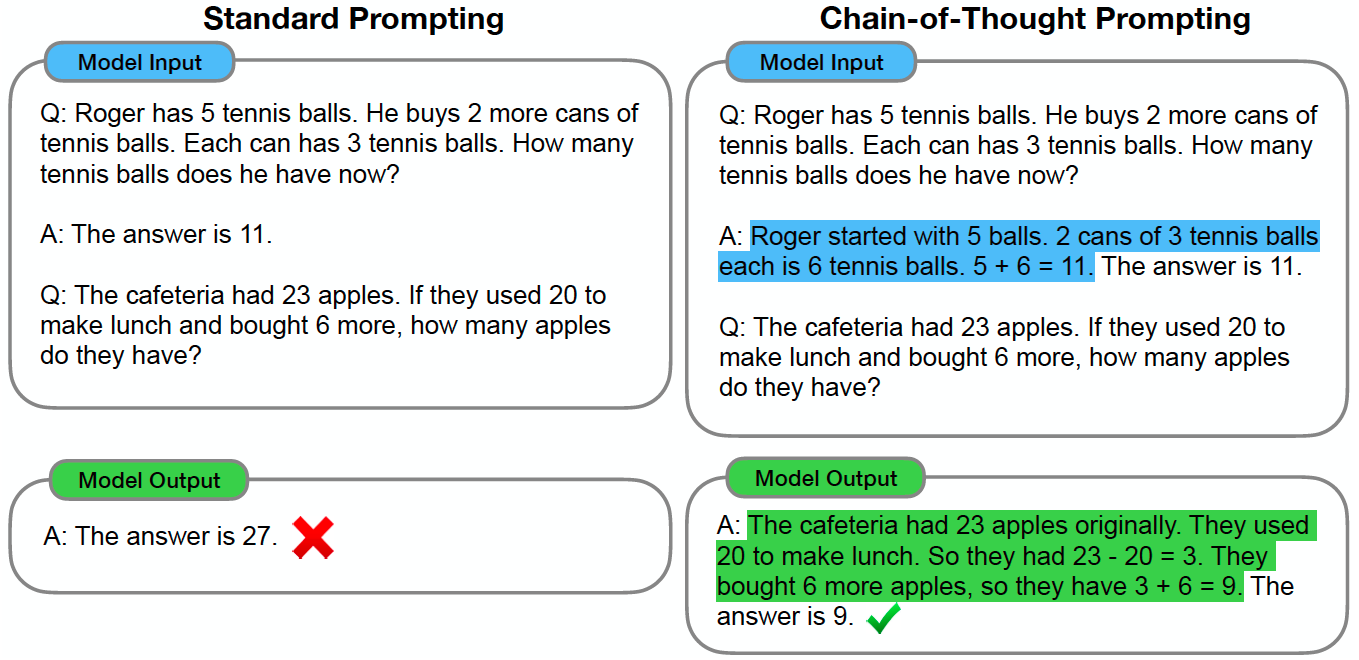 Standard Prompting
Model Input
Q: Roger has 5 tennis balls. He buys 2 more cans of
tennis balls. Each can has 3 tennis balls. How many
tennis balls does he have now?
A: The answer is 11.
Q: The cafeteria had 23 apples. If they used 20 to
make lunch and bought 6 more, how many apples
do they have?
Model Output
A: The answer is 27.
Chain-of-Thought Prompting
Model Input
Q: Roger has 5 tennis balls. He buys 2 more cans of
tennis balls. Each can has 3 tennis balls. How many
tennis balls does he have now?
A: Roger started with 5 balls. 2 cans of 3 tennis balls
each is 6 tennis balls. 5 + 6 = 11. The answer is 11.
Q: The cafeteria had 23 apples. If they used 20 to
make lunch and bought 6 more, how many apples
do they have?
Model Output
A: The cafeteria had 23 apples originally. They used
20 to make lunch. So they had 23 - 20 = 3. They
bought 6 more apples, so they have 3 + 6 = 9. The
answer is 9.